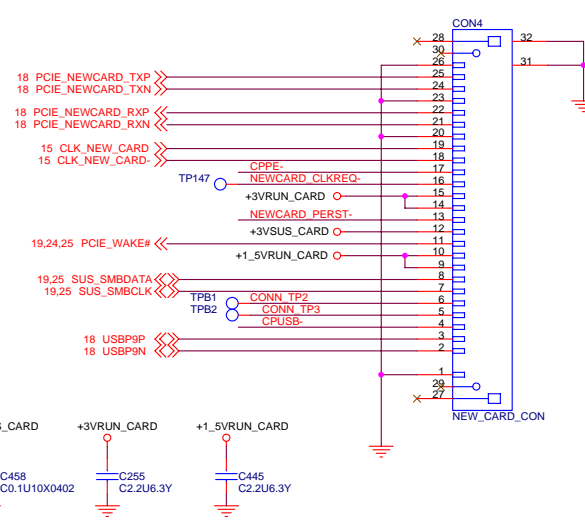 CON4
28
32
30
31
26
18 PCIE_NEWCARD_TXP
25
18 PCIE_NEWCARD_TXN
24
23
18 PCIE_NEWCARD_RXP
22
18 PCIE_NEWCARD_RXN
21
20
15 CLK_NEW_CARD
19
15 CLK_NEW_CARD-
18
CPPE-
17
TP147
NEWCARD_CLKREQ-
16
+3VRUN_CARD
15
14
NEWCARD_PERST-
13
+3VSUS_CARD
12
19,24,25 PCIE_WAKE#
11
+1_5VRUN_CARD
10
9
19,25 SUS_SMBDATA
8
19,25 SUS_SMBCLK
7
TPB1
CONN_TP2
6
TPB2
CONN_TP3
5
CPUSB-
4
18 USBP9P
3
18 USBP9N
2
1
29
27
NEW_CARD_CON
S_CARD
+3VRUN_CARD
+1_5VRUN_CARD
C458
C0.1U10X0402
C255
C2.2U6.3Y
C445
C2.2U6.3Y